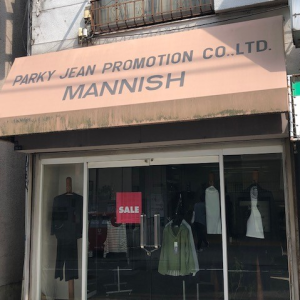 PARKY JEAN PROMOTION CO.,LTD.
MANNISH
SALE